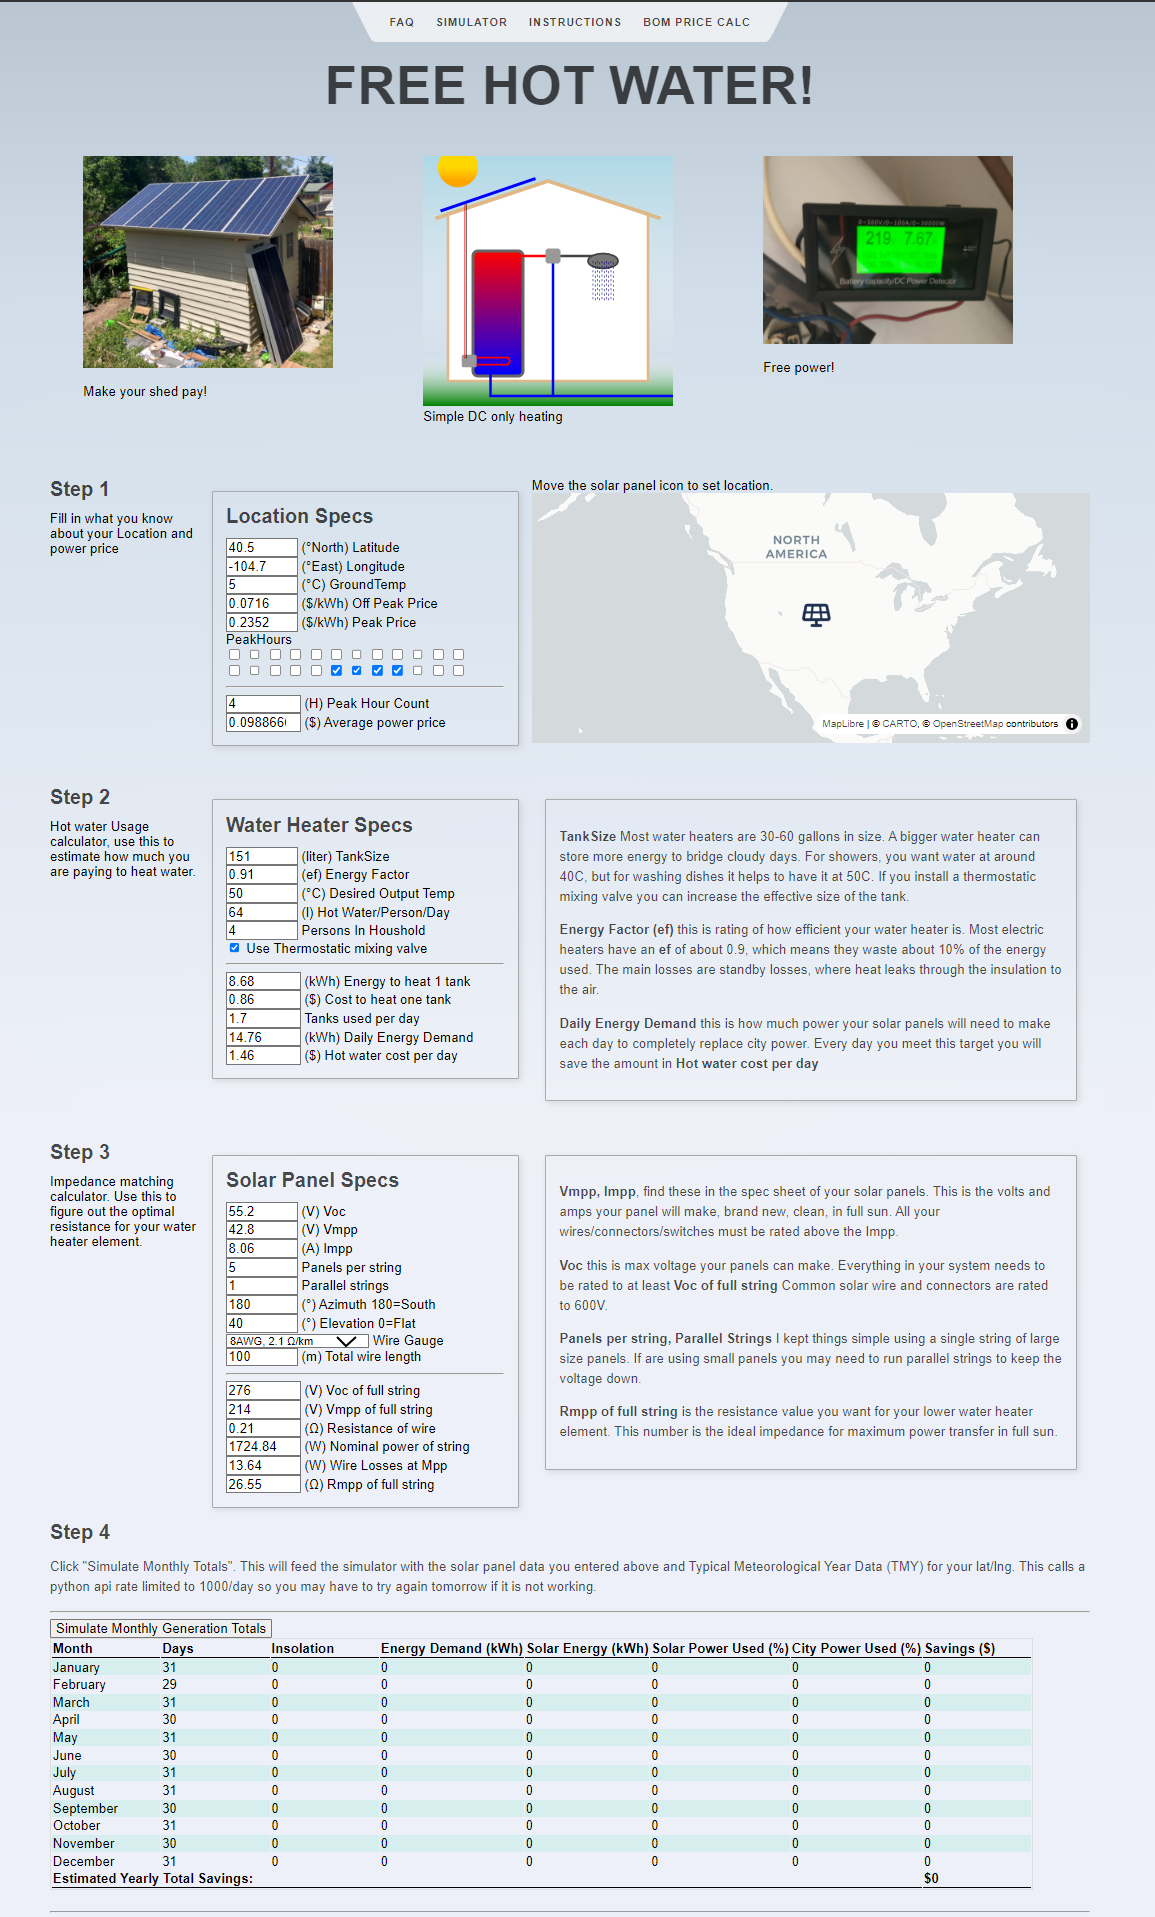 FAQ SIMULATOR INSTRUCTIONS BOM PRICE CALC
FREE HOT WATER!
0-300V/0-100A/0-30000W
219 7.67
Battery capacity/DC Power Detector
Make your shed pay!
Simple DC only heating
Free power!
Step 1
Fill in what you know
about your Location and
power price
Location Specs
40.5 (°North) Latitude
-104.7 (°East) Longitude
5 (°C) GroundTemp
0.0716 ($/kWh) Off Peak Price
0.2352 ($/kWh) Peak Price
PeakHours
4 (H) Peak Hour Count
0.098866 ($) Average power price
Move the solar panel icon to set location.
NORTH
AMERICA
MapLibre | © CARTO, © OpenStreetMap contributors
Step 2
Hot water Usage
calculator, use this to
estimate how much you
are paying to heat water.
Water Heater Specs
151 (liter) TankSize
0.91 (ef) Energy Factor
50 (°C) Desired Output Temp
64 (l) Hot Water/Person/Day
4 Persons In Houshold
Use Thermostatic mixing valve
8.68 (kWh) Energy to heat 1 tank
0.86 ($) Cost to heat one tank
1.7 Tanks used per day
14.76 (kWh) Daily Energy Demand
1.46 ($) Hot water cost per day
TankSize Most water heaters are 30-60 gallons in size. A bigger water heater can
store more energy to bridge cloudy days. For showers, you want water at around
40C, but for washing dishes it helps to have it at 50C. If you install a thermostatic
mixing valve you can increase the effective size of the tank.
Energy Factor (ef) this is rating of how efficient your water heater is. Most electric
heaters have an ef of about 0.9, which means they waste about 10% of the energy
used. The main losses are standby losses, where heat leaks through the insulation to
the air.
Daily Energy Demand this is how much power your solar panels will need to make
each day to completely replace city power. Every day you meet this target you will
save the amount in Hot water cost per day
Step 3
Impedance matching
calculator. Use this to
figure out the optimal
resistance for your water
heater element.
Solar Panel Specs
55.2 (V) Voc
42.8 (V) Vmpp
8.06 (A) Impp
5 Panels per string
1 Parallel strings
180 (°) Azimuth 180=South
40 (°) Elevation 0=Flat
8AWG, 2.1 Ω/km Wire Gauge
100 (m) Total wire length
276 (V) Voc of full string
214 (V) Vmpp of full string
0.21 (Ω) Resistance of wire
1724.84 (W) Nominal power of string
13.64 (W) Wire Losses at Mpp
26.55 (Ω) Rmpp of full string
Vmpp, Impp, find these in the spec sheet of your solar panels. This is the volts and
amps your panel will make, brand new, clean, in full sun. All your
wires/connectors/switches must be rated above the Impp.
Voc this is max voltage your panels can make. Everything in your system needs to
be rated to at least Voc of full string Common solar wire and connectors are rated
to 600V.
Panels per string, Parallel Strings I kept things simple using a single string of large
size panels. If are using small panels you may need to run parallel strings to keep the
voltage down.
Rmpp of full string is the resistance value you want for your lower water heater
element. This number is the ideal impedance for maximum power transfer in full sun.
Step 4
Click "Simulate Monthly Totals". This will feed the simulator with the solar panel data you entered above and Typical Meteorological Year Data (TMY) for your lat/lng. This calls a
python api rate limited to 1000/day so you may have to try again tomorrow if it is not working.
Simulate Monthly Generation Totals
Month Days Insolation Energy Demand (kWh) Solar Energy (kWh) Solar Power Used (%) City Power Used (%) Savings ($)
January 31 0 0 0 0 0 0
February 29 0 0 0 0 0 0
March 31 0 0 0 0 0 0
April 30 0 0 0 0 0 0
May 31 0 0 0 0 0 0
June 30 0 0 0 0 0 0
July 31 0 0 0 0 0 0
August 31 0 0 0 0 0 0
September 30 0 0 0 0 0 0
October 31 0 0 0 0 0 0
November 30 0 0 0 0 0 0
December 31 0 0 0 0 0 0
Estimated Yearly Total Savings: $0